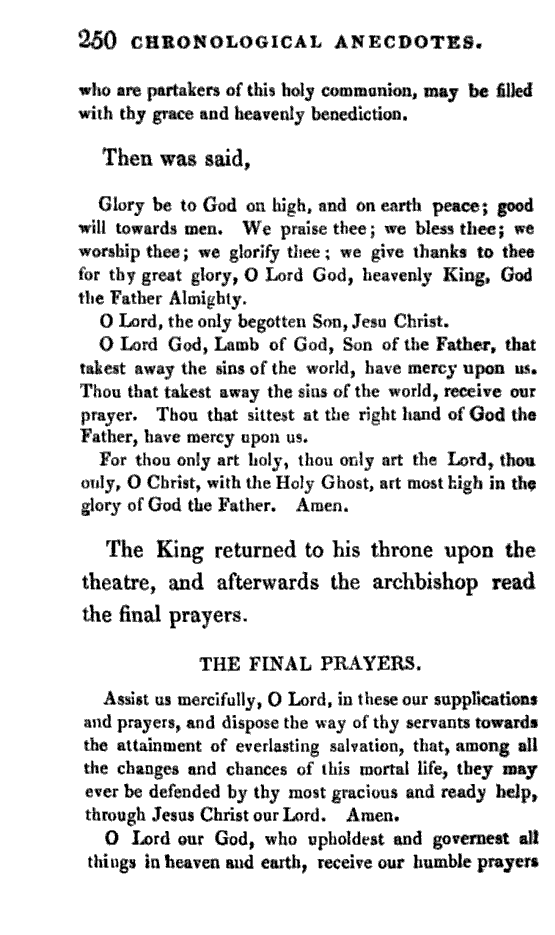 250 CHRONOLOGICAL ANECDOTES.
who are partakers of this holy communion, may be filled
with thy grace and heavenly benediction.
Then was said,
Glory be to God on high, and on earth peace; good
will towards men. We praise thee; we bless thee; we
worship thee; we glorify thee; we give thanks to thee
for thy great glory, O Lord God, heavenly King, God
the Father Almighty.
O Lord, the only begotten Son, Jesu Christ.
O Lord God, Lamb of God, Son of the Father, that
takest away the sins of the world, have mercy upon us.
Thou that takest away the sins of the world, receive our
prayer. Thou that sittest at the right hand of God the
Father, have mercy upon us.
For thou only art holy, thou only art the Lord, thou
only, O Christ, with the Holy Ghost, art most high in the
glory of God the Father. Amen.
The King returned to his throne upon the
theatre, and afterwards the archbishop read
the final prayers.
THE FINAL PRAYERS.
Assist us mercifully, O Lord, in these our supplications
and prayers, and dispose the way of thy servants towards
the attainment of everlasting salvation, that, among all
the changes and chances of this mortal life, they may
ever be defended by thy most gracious and ready help,
through Jesus Christ our Lord. Amen.
O Lord our God, who upholdest and governest all
things in heaven and earth, receive our humble prayers